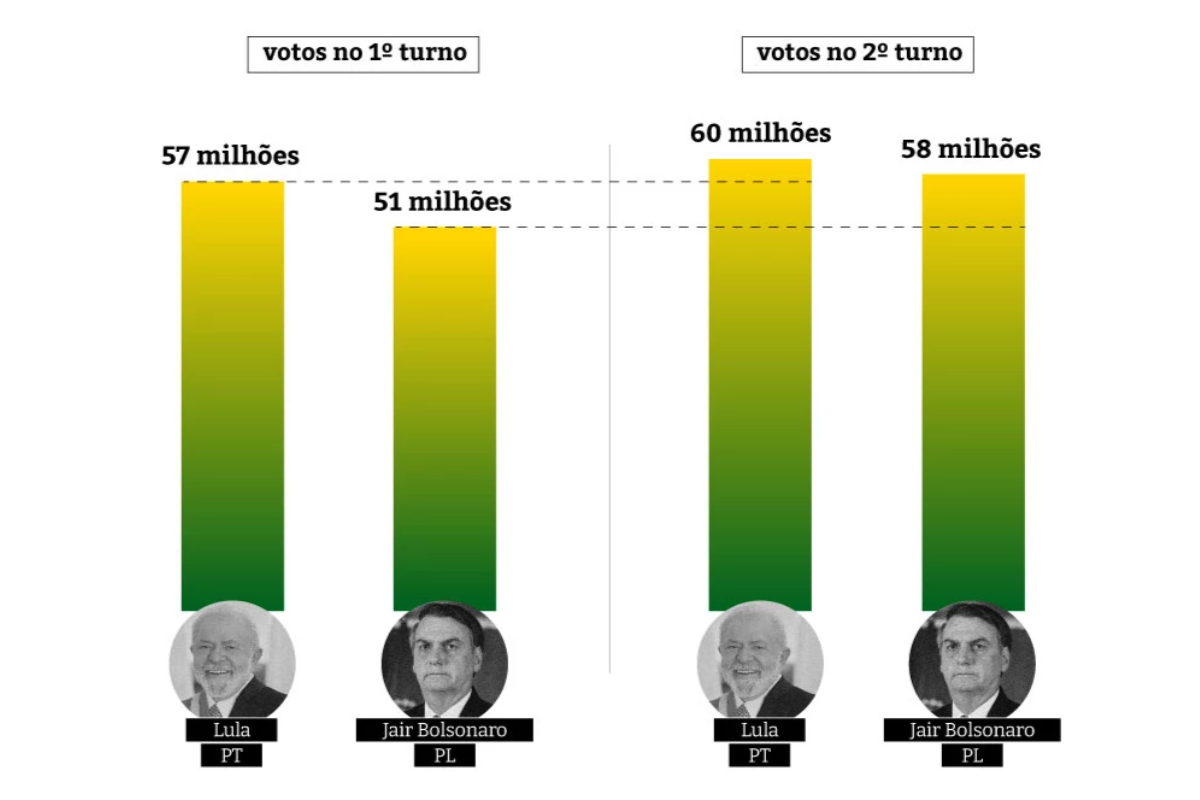 votos no 1º turno
votos no 2º turno
57 milhões
51 milhões
60 milhões
58 milhões
Lula
PT
Jair Bolsonaro
PL
Lula
PT
Jair Bolsonaro
PL